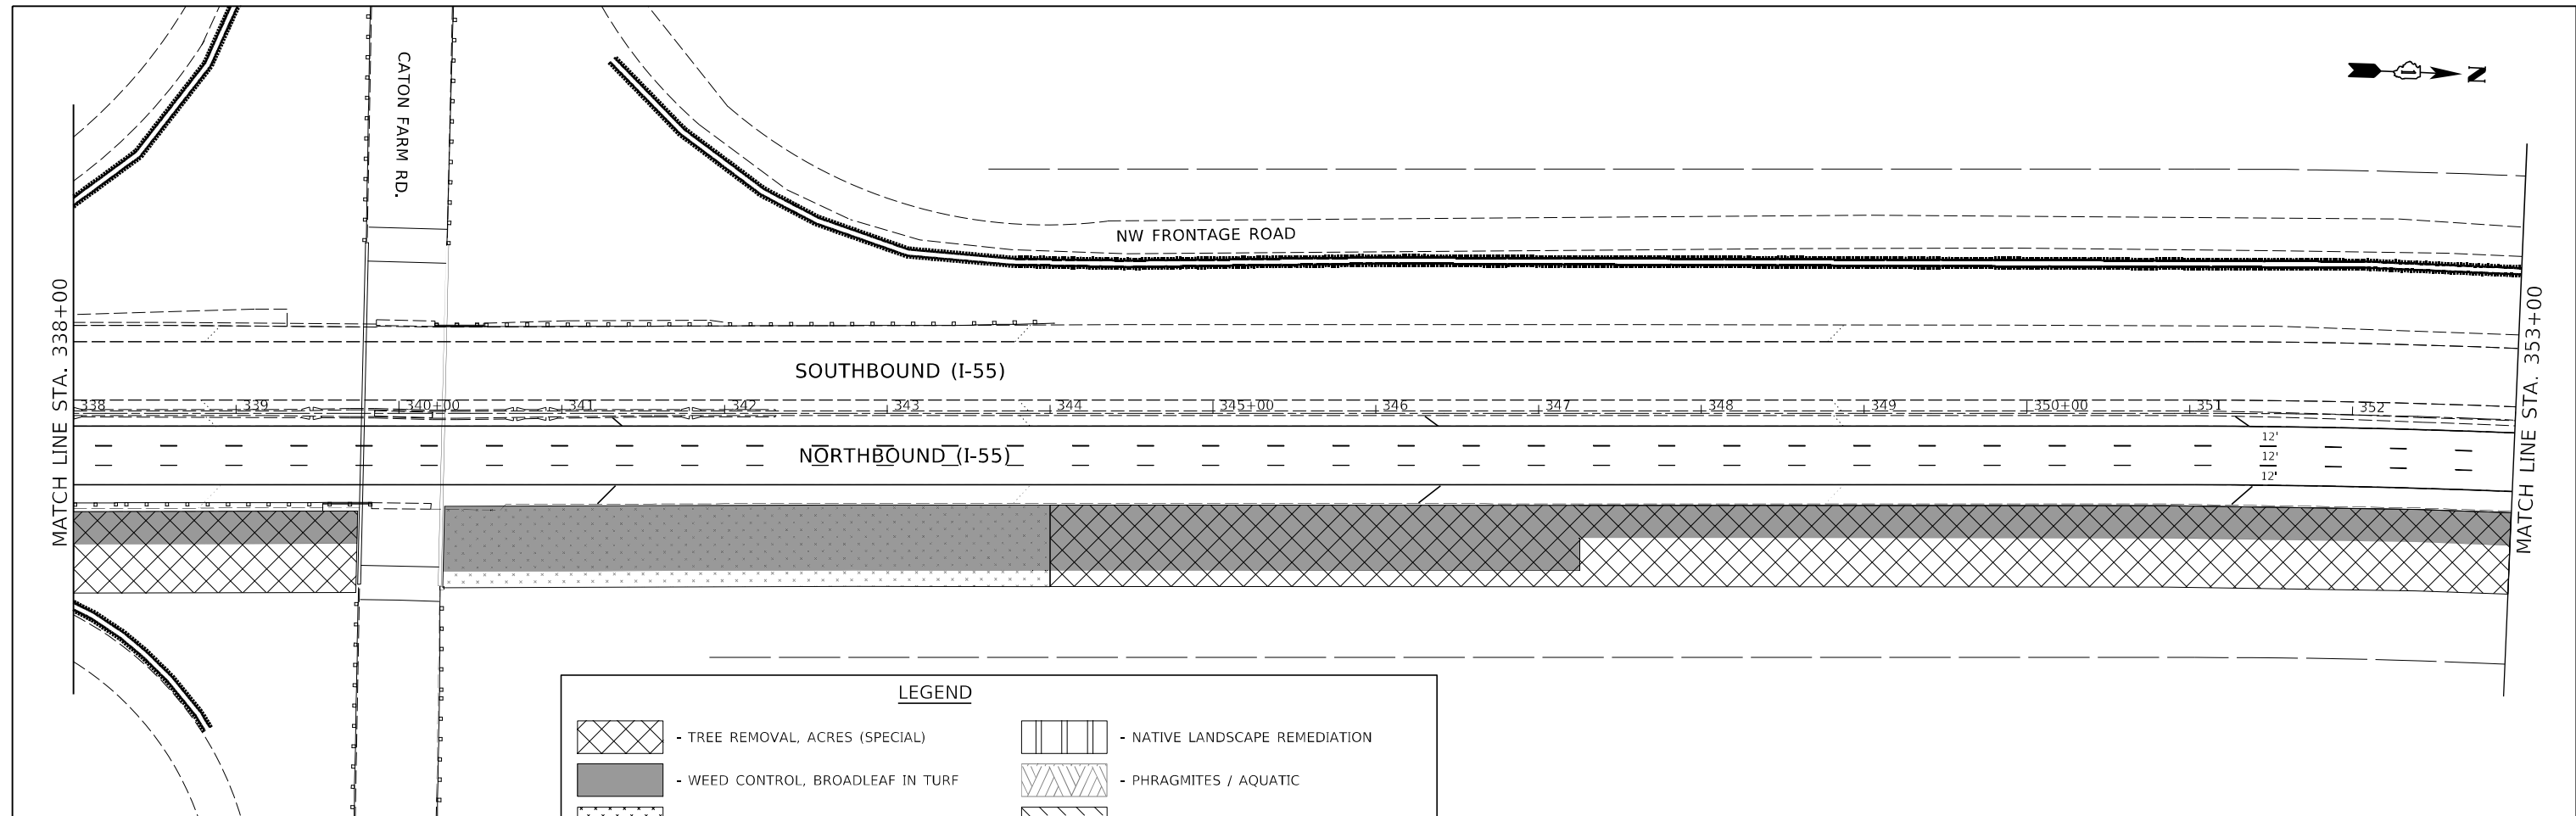 CATON FARM RD.
N
NW FRONTAGE ROAD
MATCH LINE STA. 338+00
MATCH LINE STA. 353+00
SOUTHBOUND (I-55)
338 339 340+00 341 342 343 344 345+00 346 347 348 349 350+00 351 352
NORTHBOUND (I-55)
12'
12'
12'
LEGEND
- TREE REMOVAL, ACRES (SPECIAL)
- NATIVE LANDSCAPE REMEDIATION
- WEED CONTROL, BROADLEAF IN TURF
- PHRAGMITES / AQUATIC